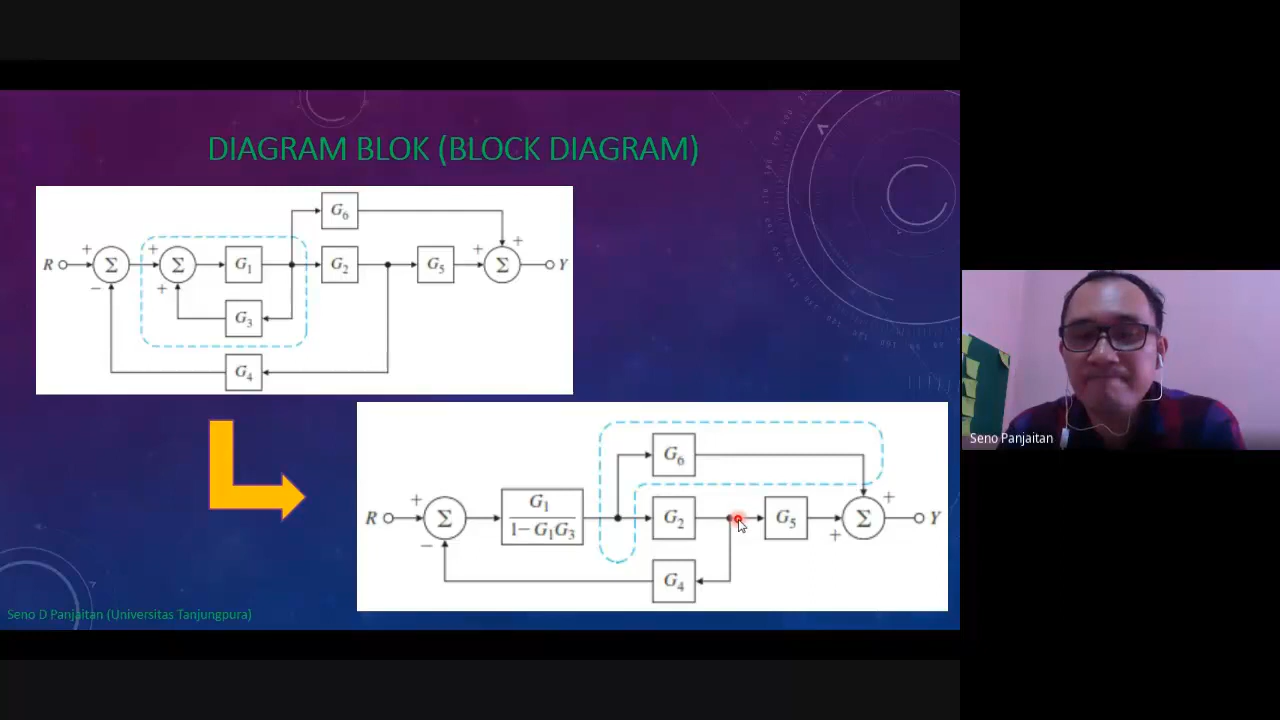 DIAGRAM BLOK (BLOCK DIAGRAM)
G6
+
R + Σ + Σ G1 G2 G5 + Σ Y
− +
G3
G4
G6
+ G1 +
R Σ 1− G1G3 G2 G5 Σ Y
− +
G4
Seno D Panjaitan (Universitas Tanjungpura)
Seno Panjaitan